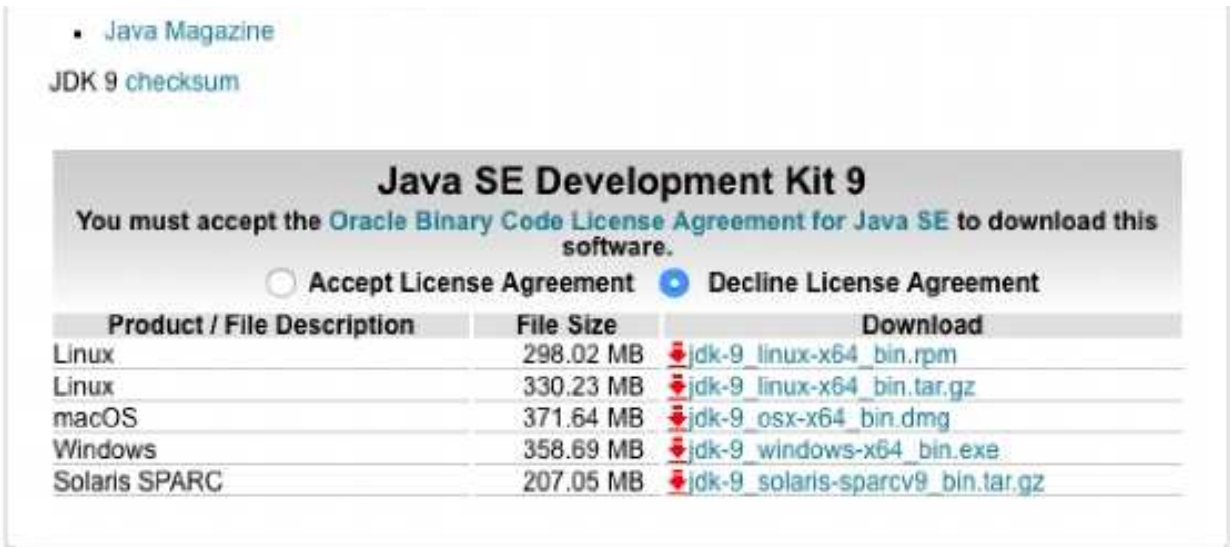 Java Magazine
JDK 9 checksum
Java SE Development Kit 9
You must accept the Oracle Binary Code License Agreement for Java SE to download this
software.
Accept License Agreement Decline License Agreement
Product / File Description File Size Download
Linux 298.02 MB jdk-9_linux-x64_bin.rpm
Linux 330.23 MB jdk-9_linux-x64_bin.tar.gz
macOS 371.64 MB jdk-9_osx-x64_bin.dmg
Windows 358.69 MB jdk-9_windows-x64_bin.exe
Solaris SPARC 207.05 MB jdk-9_solaris-sparcv9_bin.tar.gz